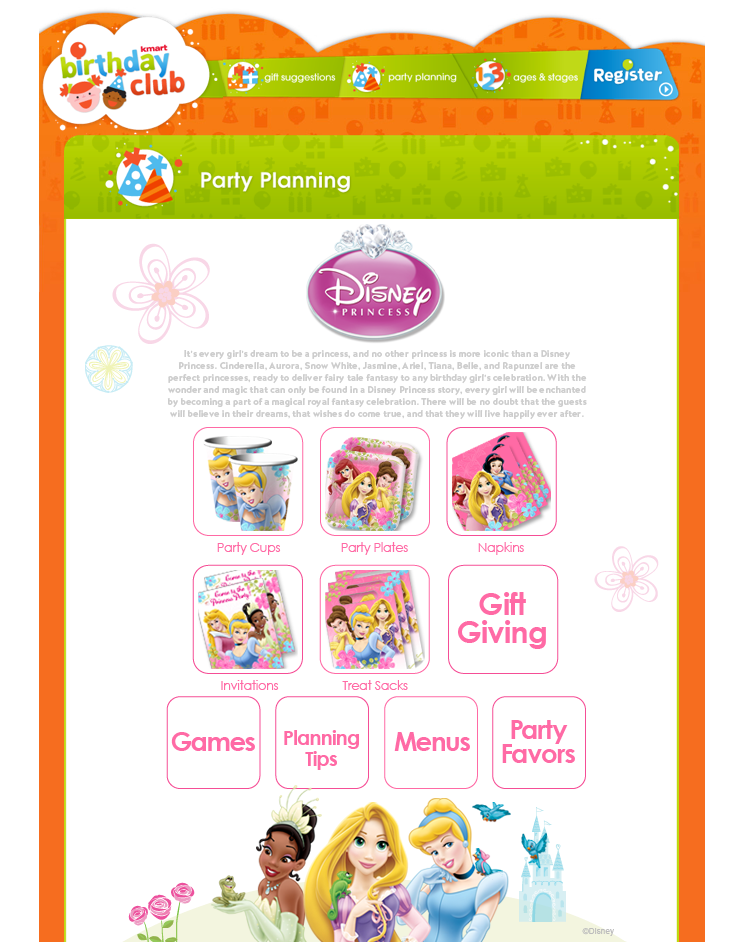 kmart
birthday
club
gift suggestions
party planning
123
ages & stages
Register
Party Planning
Disney
PRINCESS
It's every girl's dream to be a princess, and no other princess is more iconic than a Disney
Princess. Cinderella, Aurora, Snow White, Jasmine, Ariel, Tiana, Belle, and Rapunzel are the
perfect princesses, ready to deliver fairy tale fantasy to any birthday girl's celebration. With the
wonder and magic that can only be found in a Disney Princess story, every girl will be enchanted
by becoming a part of a magical royal fantasy celebration. There will be no doubt that the guests
will believe in their dreams, that wishes do come true, and that they will live happily ever after.
Party Cups
Party Plates
Napkins
Come to the
Come to the
Princess Party!
Gift
Giving
Invitations
Treat Sacks
Games
Planning
Tips
Menus
Party
Favors
©Disney